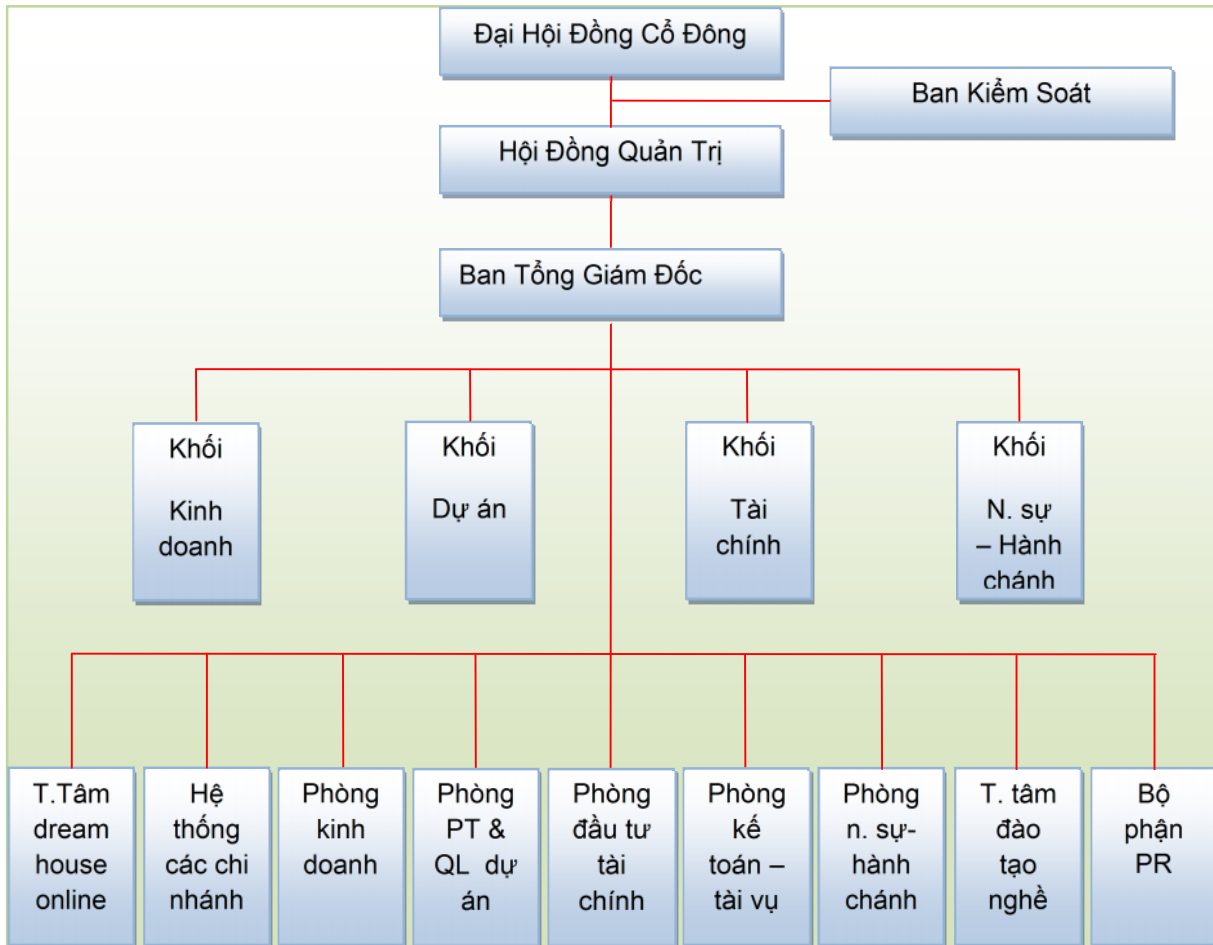 Đại Hội Đồng Cổ Đông
Ban Kiểm Soát
Hội Đồng Quản Trị
Ban Tổng Giám Đốc
Khối
Kinh
doanh
Khối
Dự án
Khối
Tài
chính
Khối
N. sự
– Hành
chánh
T.Tâm
dream
house
online
Hệ
thống
các chi
nhánh
Phòng
kinh
doanh
Phòng
PT &
QL dự
án
Phòng
đầu tư
tài
chính
Phòng
kế
toán –
tài vụ
Phòng
n. sự-
hành
chánh
T. tâm
đào
tạo
nghề
Bộ
phận
PR